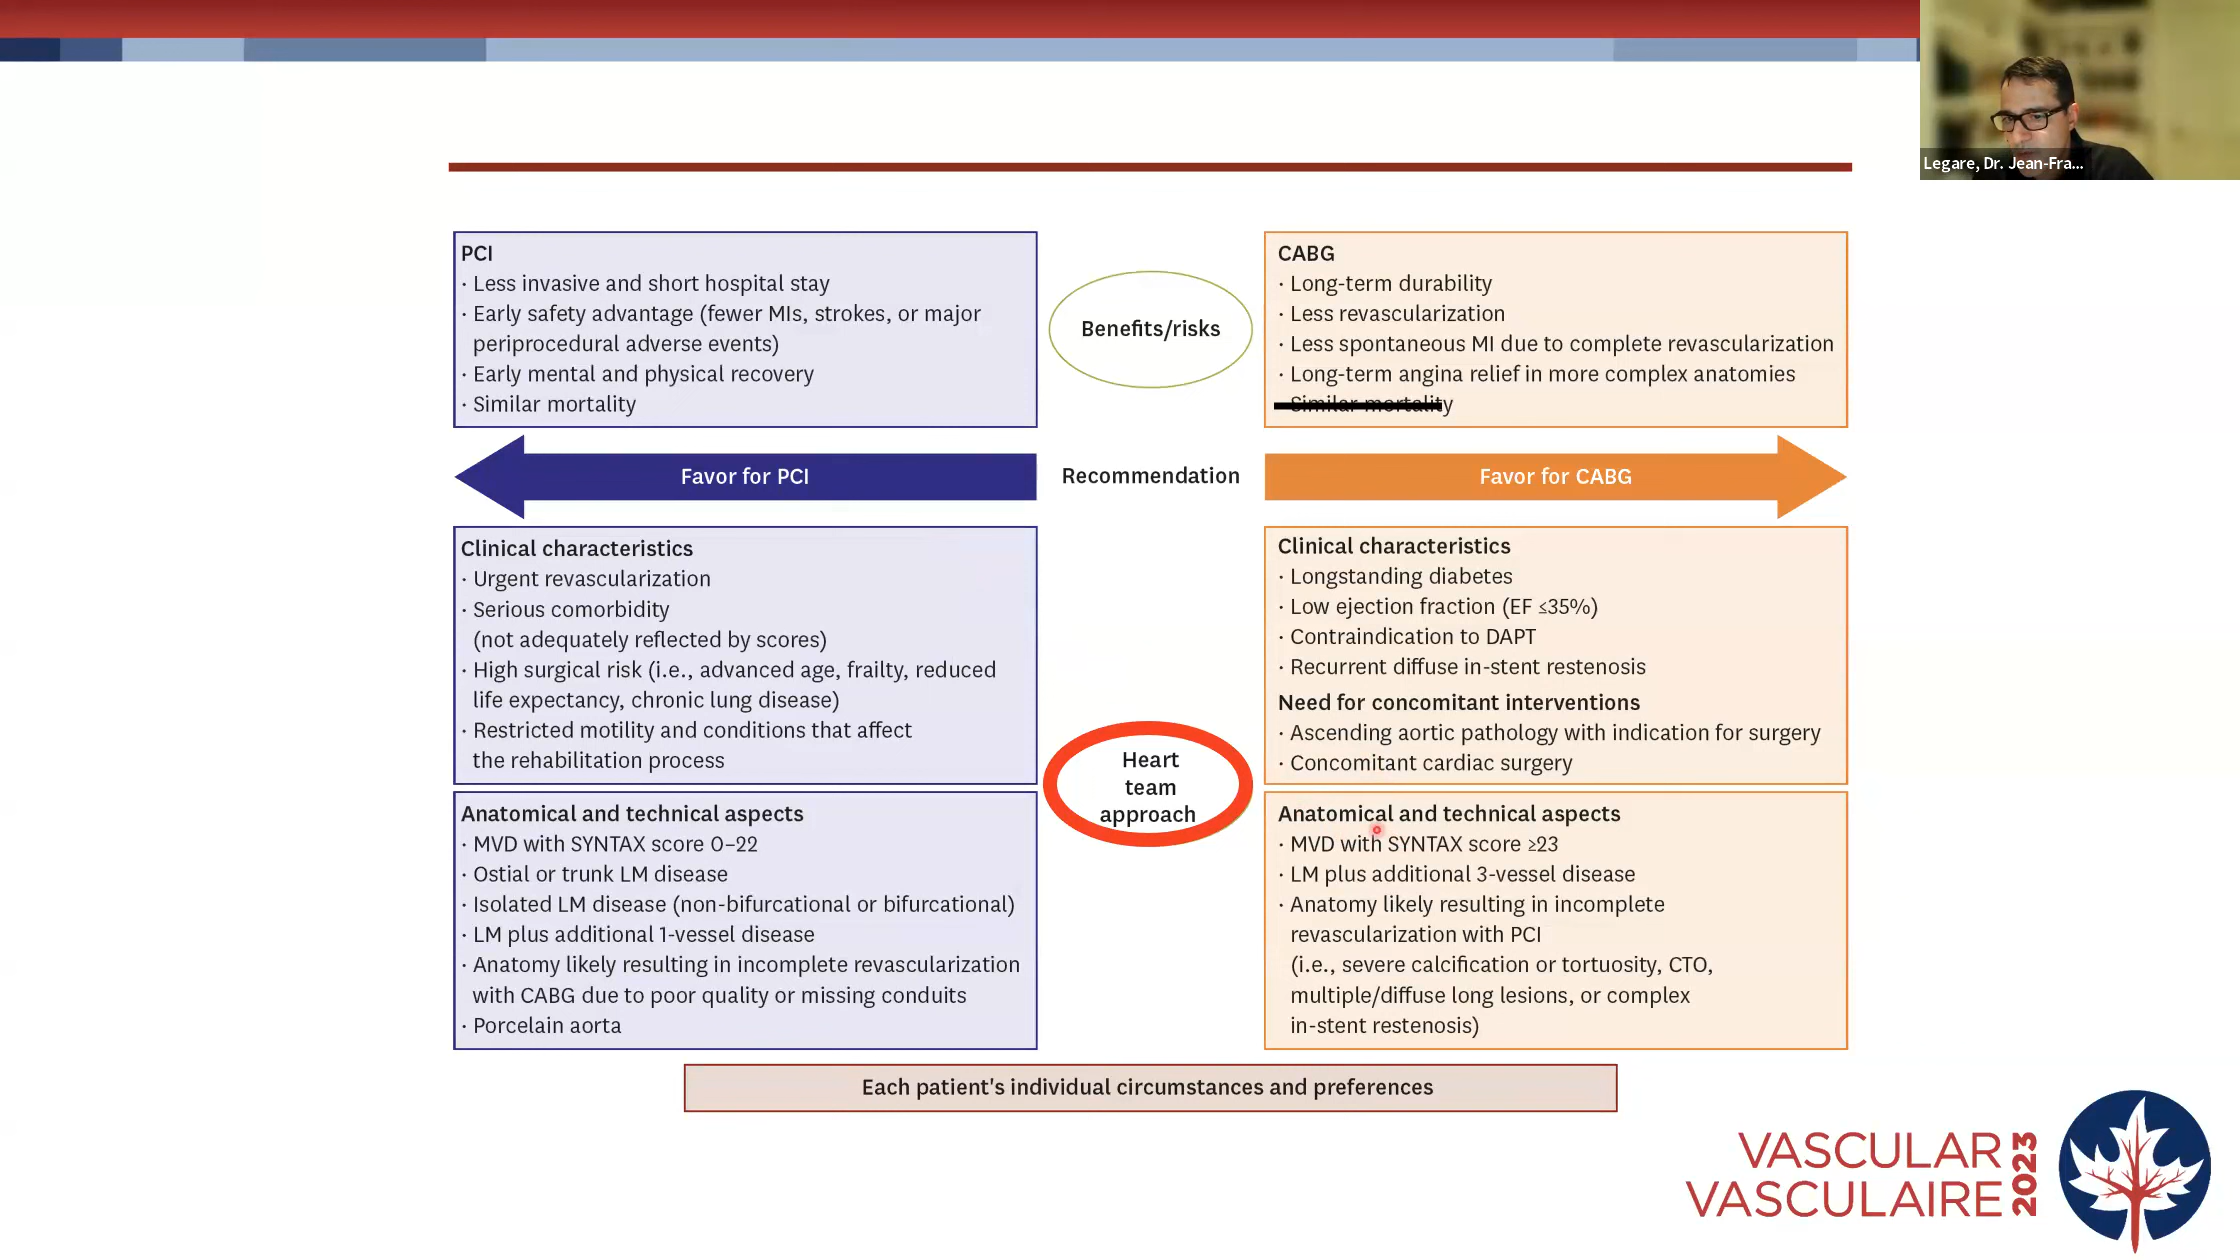 Legare, Dr. Jean-Fra...
PCI
· Less invasive and short hospital stay
· Early safety advantage (fewer MIs, strokes, or major
periprocedural adverse events)
· Early mental and physical recovery
· Similar mortality
Benefits/risks
CABG
· Long-term durability
· Less revascularization
· Less spontaneous MI due to complete revascularization
· Long-term angina relief in more complex anatomies
Similar mortality
Favor for PCI
Recommendation
Favor for CABG
Clinical characteristics
· Urgent revascularization
· Serious comorbidity
(not adequately reflected by scores)
· High surgical risk (i.e., advanced age, frailty, reduced
life expectancy, chronic lung disease)
· Restricted motility and conditions that affect
the rehabilitation process
Anatomical and technical aspects
· MVD with SYNTAX score 0–22
· Ostial or trunk LM disease
· Isolated LM disease (non-bifurcational or bifurcational)
· LM plus additional 1-vessel disease
· Anatomy likely resulting in incomplete revascularization
with CABG due to poor quality or missing conduits
· Porcelain aorta
Heart
team
approach
Clinical characteristics
· Longstanding diabetes
· Low ejection fraction (EF ≤35%)
· Contraindication to DAPT
· Recurrent diffuse in-stent restenosis
Need for concomitant interventions
· Ascending aortic pathology with indication for surgery
· Concomitant cardiac surgery
Anatomical and technical aspects
· MVD with SYNTAX score ≥23
· LM plus additional 3-vessel disease
· Anatomy likely resulting in incomplete
revascularization with PCI
(i.e., severe calcification or tortuosity, CTO,
multiple/diffuse long lesions, or complex
in-stent restenosis)
Each patient's individual circumstances and preferences
VASCULAR
VASCULAIRE
2023